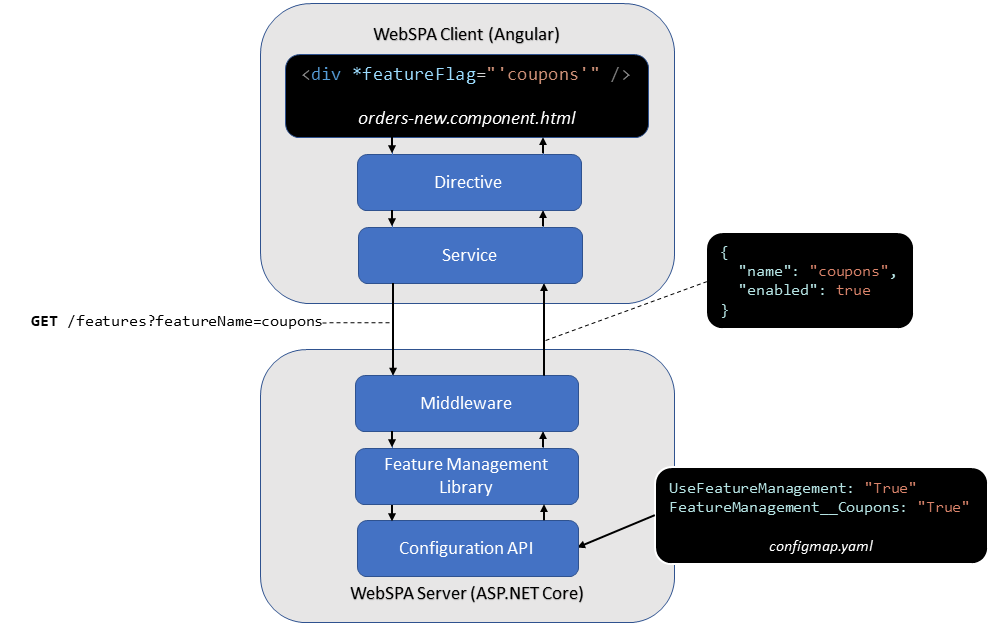 WebSPA Client (Angular)
<div *featureFlag="'coupons'" />
orders-new.component.html
Directive
Service
{
"name": "coupons",
"enabled": true
}
GET /features?featureName=coupons
Middleware
Feature Management
Library
UseFeatureManagement: "True"
FeatureManagement__Coupons: "True"
configmap.yaml
Configuration API
WebSPA Server (ASP.NET Core)